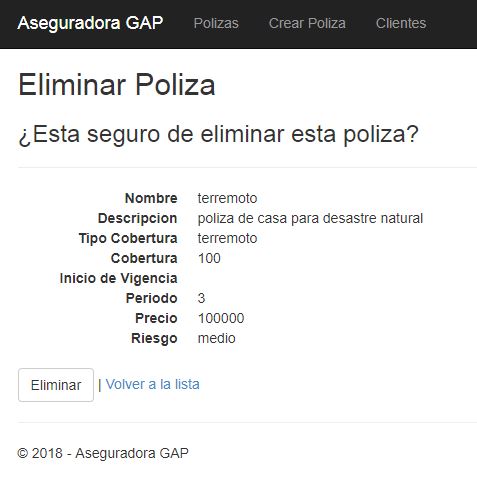 Aseguradora GAP Polizas Crear Poliza Clientes
Eliminar Poliza
¿Esta seguro de eliminar esta poliza?
Nombre terremoto
Descripcion poliza de casa para desastre natural
Tipo Cobertura terremoto
Cobertura 100
Inicio de Vigencia
Periodo 3
Precio 100000
Riesgo medio
Eliminar | Volver a la lista
© 2018 - Aseguradora GAP